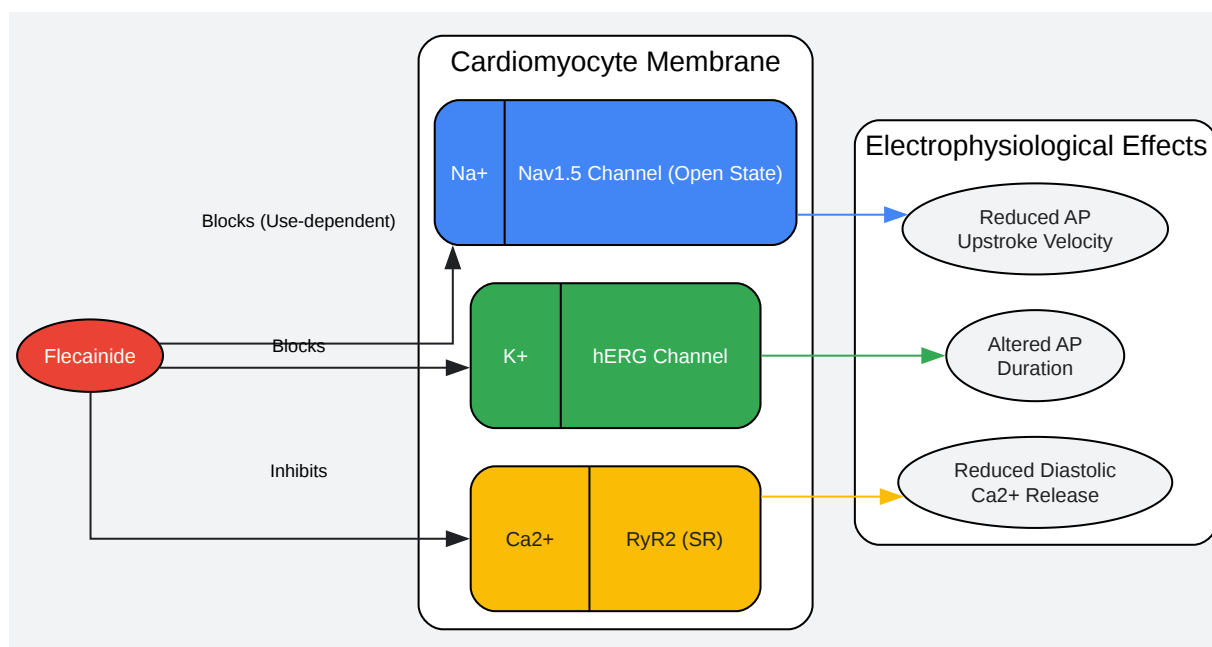 Cardiomyocyte Membrane
Na+
Nav1.5 Channel (Open State)
Electrophysiological Effects
Blocks (Use-dependent)
Reduced AP
Upstroke Velocity
Flecainide
Blocks
K+
hERG Channel
Altered AP
Duration
Inhibits
Ca2+
RyR2 (SR)
Reduced Diastolic
Ca2+ Release